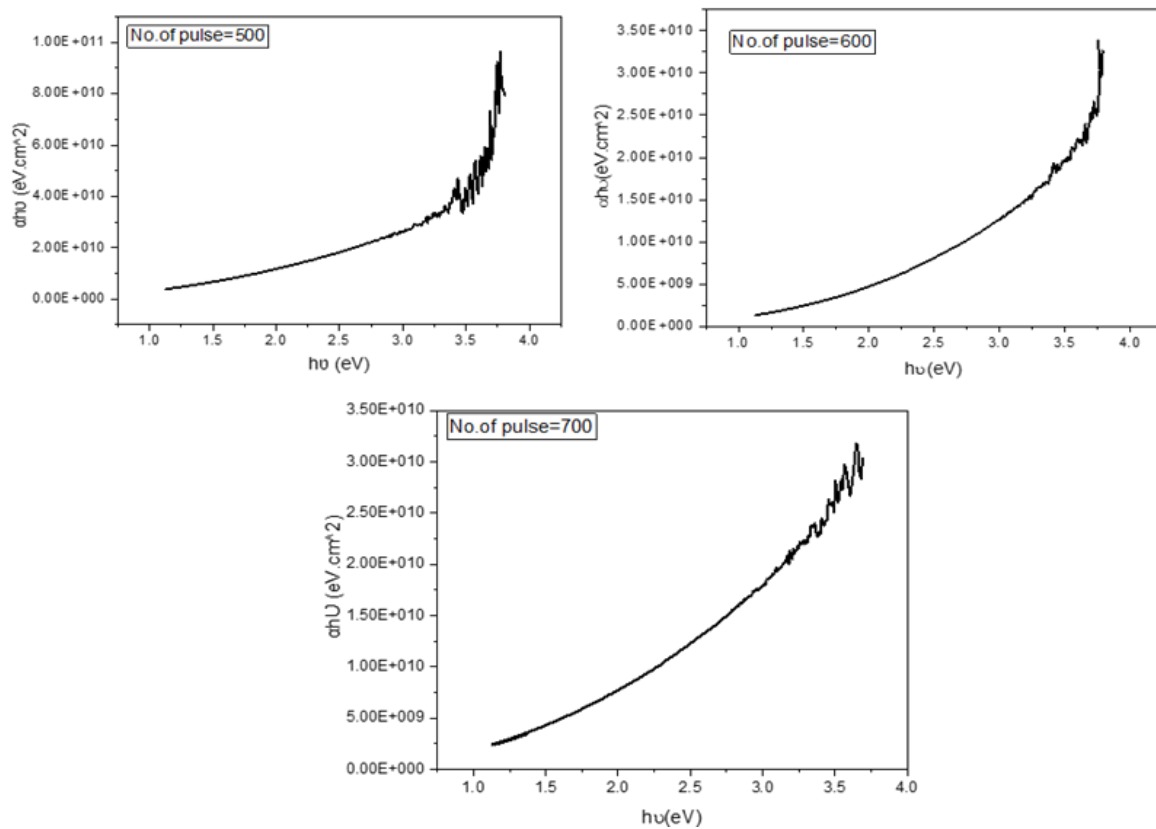 No.of pulse=500
1.00E+011
8.00E+010
6.00E+010
4.00E+010
2.00E+010
0.00E+000
αhυ (eV.cm^2)
1.0 1.5 2.0 2.5 3.0 3.5 4.0
hυ (eV)
No.of pulse=600
3.50E+010
3.00E+010
2.50E+010
2.00E+010
1.50E+010
1.00E+010
5.00E+009
0.00E+000
αhυ(eV.cm^2)
1.0 1.5 2.0 2.5 3.0 3.5 4.0
hυ(eV)
No.of pulse=700
3.50E+010
3.00E+010
2.50E+010
2.00E+010
1.50E+010
1.00E+010
5.00E+009
0.00E+000
αhƱ (eV.cm^2)
1.0 1.5 2.0 2.5 3.0 3.5 4.0
hυ(eV)